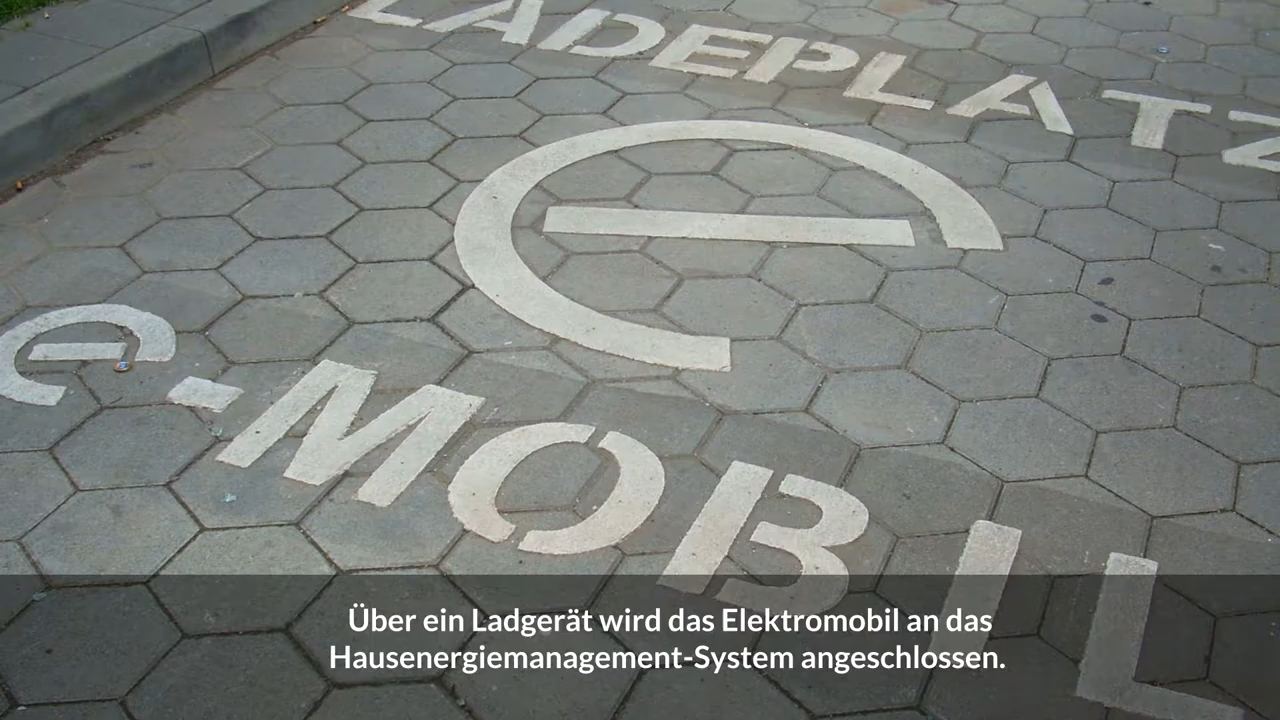 LADEPLATZ
e
e-MOBIL
Über ein Ladgerät wird das Elektromobil an das
Hausenergiemanagement-System angeschlossen.